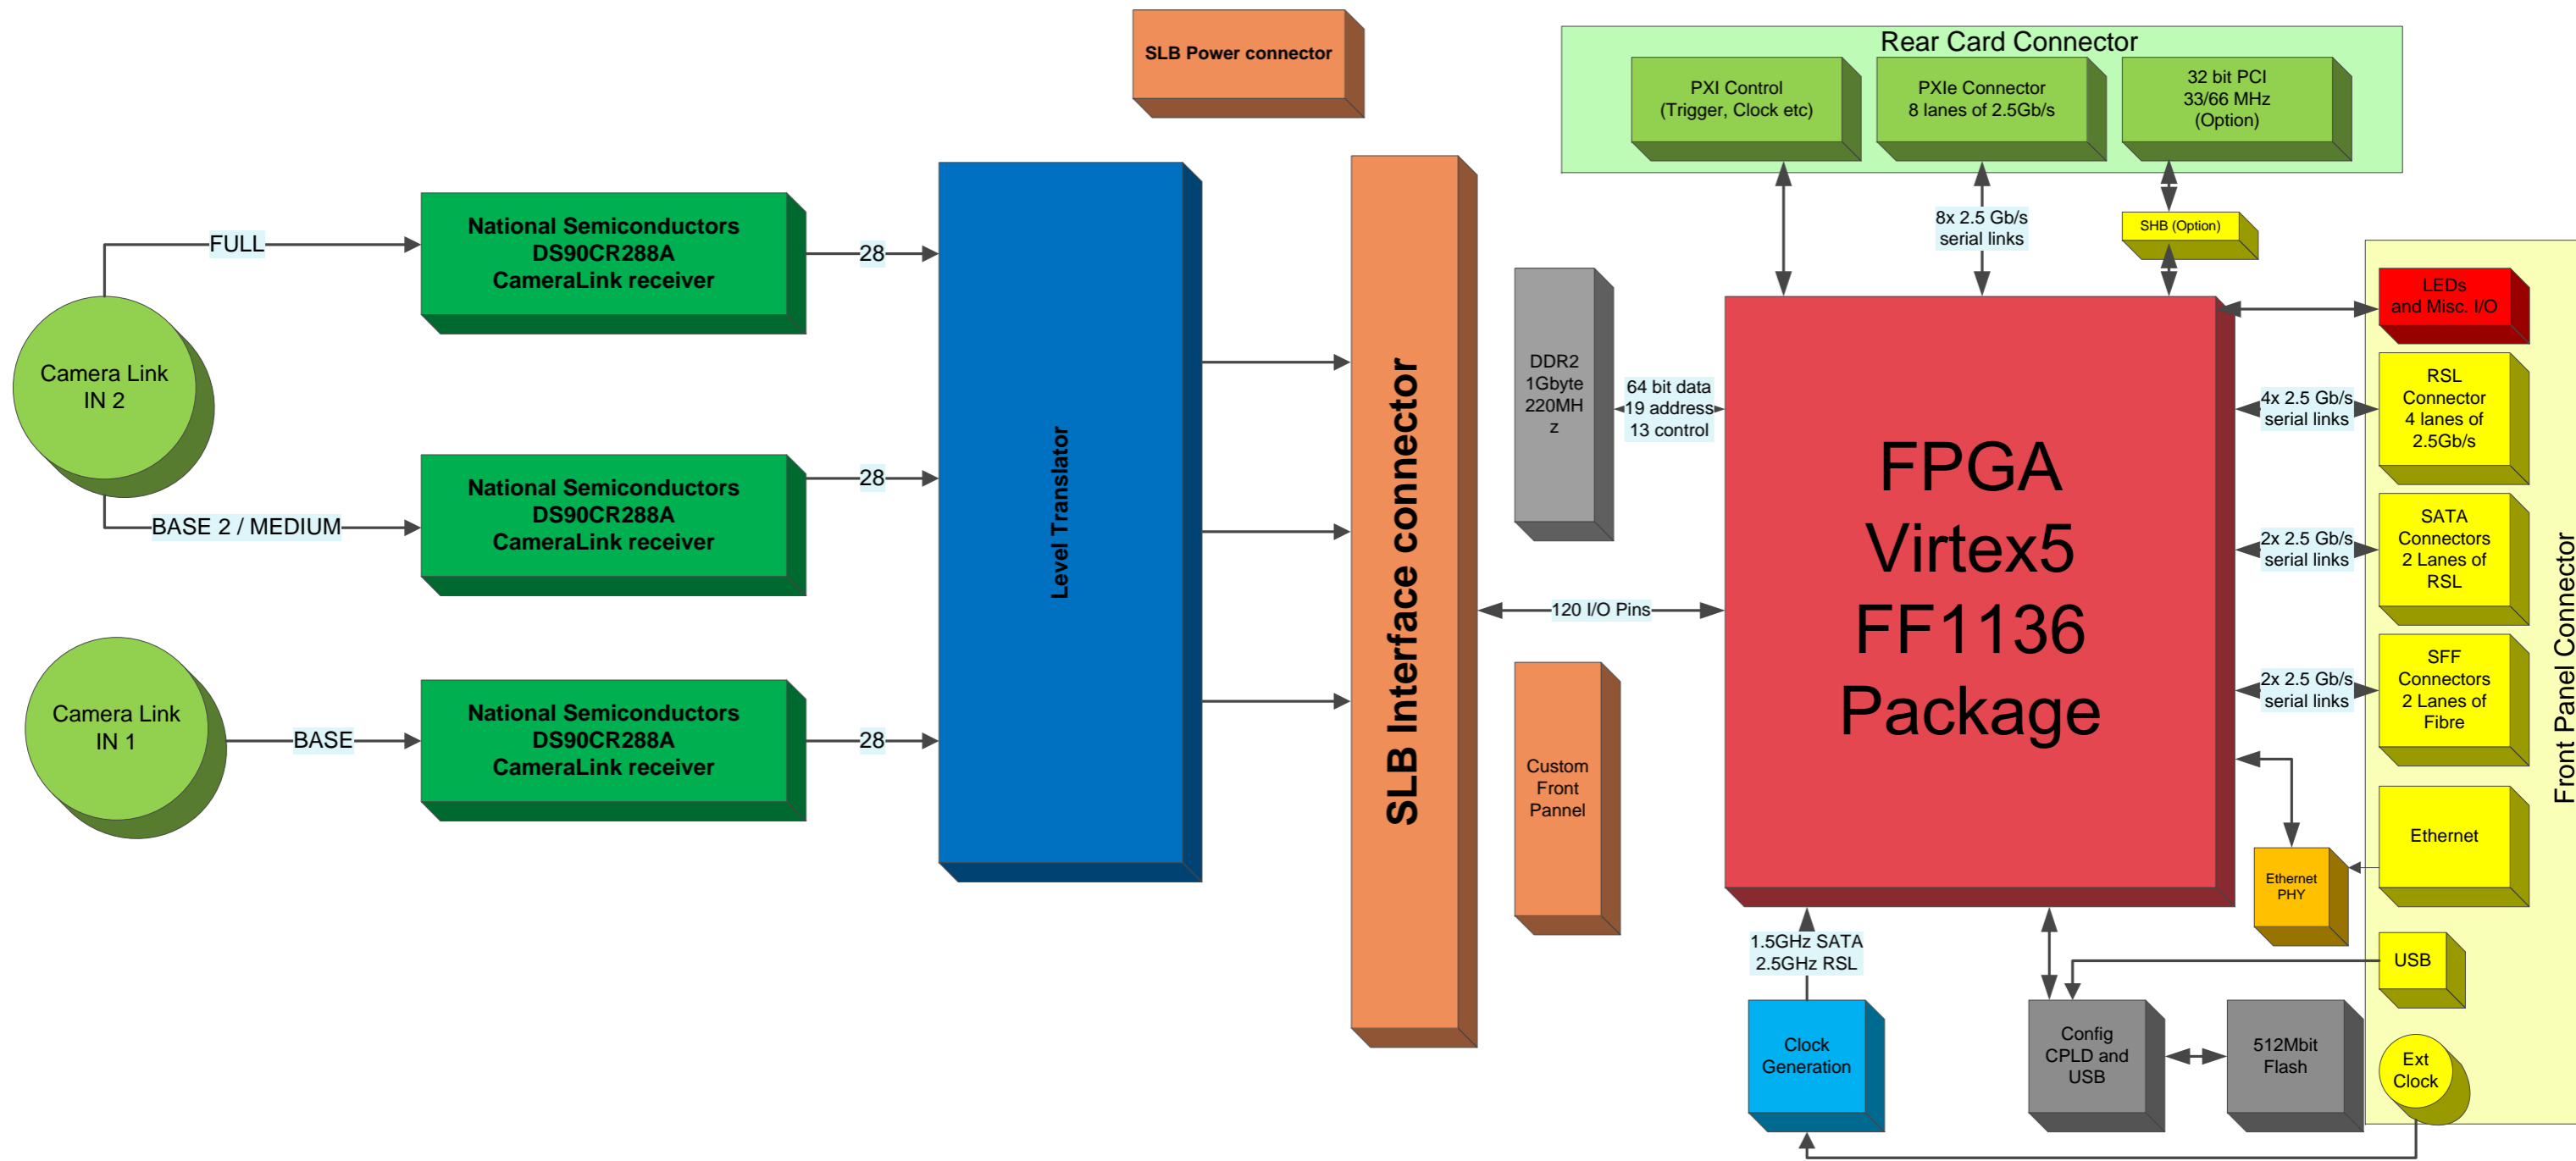 SLB Power connector
Rear Card Connector
PXI Control
(Trigger, Clock etc)
PXIe Connector
8 lanes of 2.5Gb/s
32 bit PCI
33/66 MHz
(Option)
FULL
National Semiconductors
DS90CR288A
CameraLink receiver
28
8x 2.5 Gb/s
serial links
SHB (Option)
Camera Link
IN 2
BASE 2 / MEDIUM
National Semiconductors
DS90CR288A
CameraLink receiver
28
Camera Link
IN 1
BASE
National Semiconductors
DS90CR288A
CameraLink receiver
28
Level Translator
SLB Interface connector
DDR2
1Gbyte
220MH
z
64 bit data
19 address
13 control
120 I/O Pins
Custom
Front
Pannel
FPGA
Virtex5
FF1136
Package
LEDs
and Misc. I/O
4x 2.5 Gb/s
serial links
RSL
Connector
4 lanes of
2.5Gb/s
2x 2.5 Gb/s
serial links
SATA
Connectors
2 Lanes of
RSL
2x 2.5 Gb/s
serial links
SFF
Connectors
2 Lanes of
Fibre
Front Panel Connector
Ethernet
Ethernet
PHY
USB
1.5GHz SATA
2.5GHz RSL
Clock
Generation
Config
CPLD and
USB
512Mbit
Flash
Ext
Clock